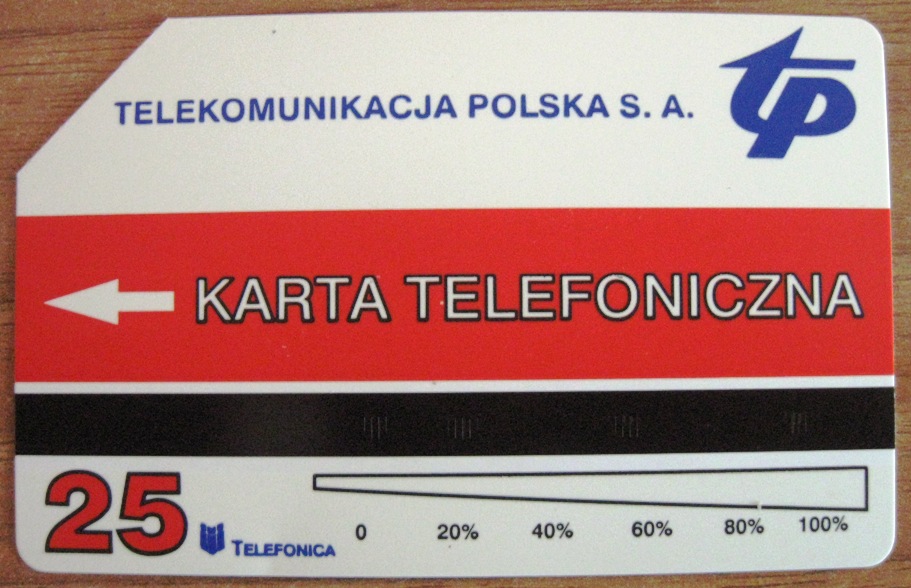 TELEKOMUNIKACJA POLSKA S. A.
tp
KARTA TELEFONICZNA
25
TELEFONICA
0 20% 40% 60% 80% 100%